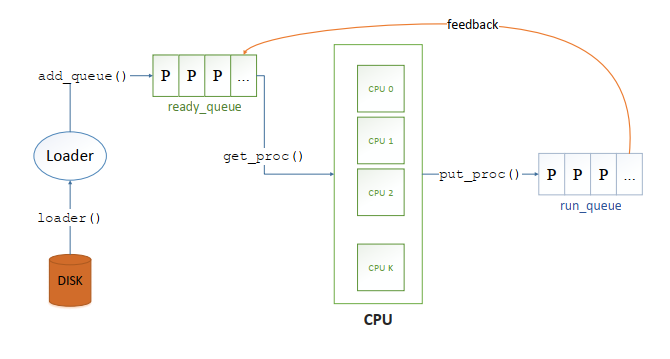 feedback
add_queue()
P P P ...
ready_queue
CPU 0
CPU 1
CPU 2
CPU K
CPU
Loader
get_proc()
put_proc()
P P P ...
run_queue
loader()
DISK